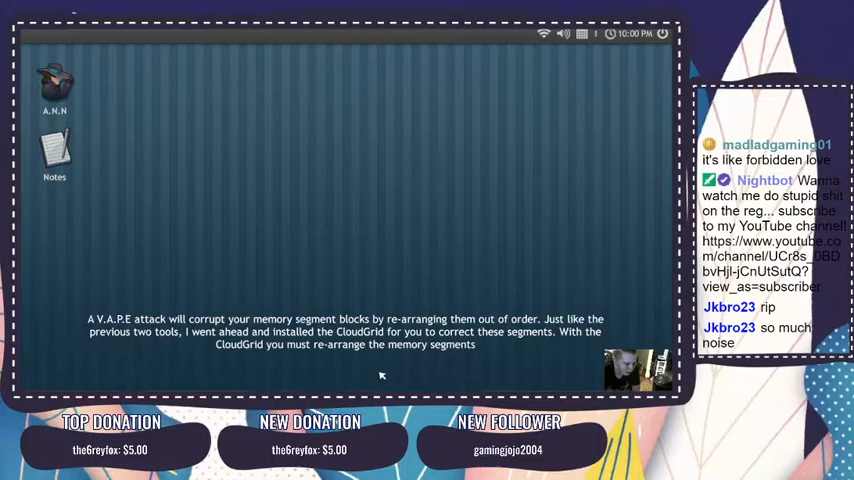 1 10:00 PM
A.N.N
Notes
A V.A.P.E attack will corrupt your memory segment blocks by re-arranging them out of order. Just like the
previous two tools, I went ahead and installed the CloudGrid for you to correct these segments. With the
CloudGrid you must re-arrange the memory segments
madladgaming01
it's like forbidden love
Nightbot Wanna
watch me do stupid shit
on the reg... subscribe
to my YouTube channel!
https://www.youtube.co
m/channel/UCr8s_0BD
bvHjl-jCnUtSutQ?
view_as=subscriber
Jkbro23 rip
Jkbro23 so much
noise
TOP DONATION
the6reyfox: $5.00
NEW DONATION
the6reyfox: $5.00
NEW FOLLOWER
gamingjojo2004